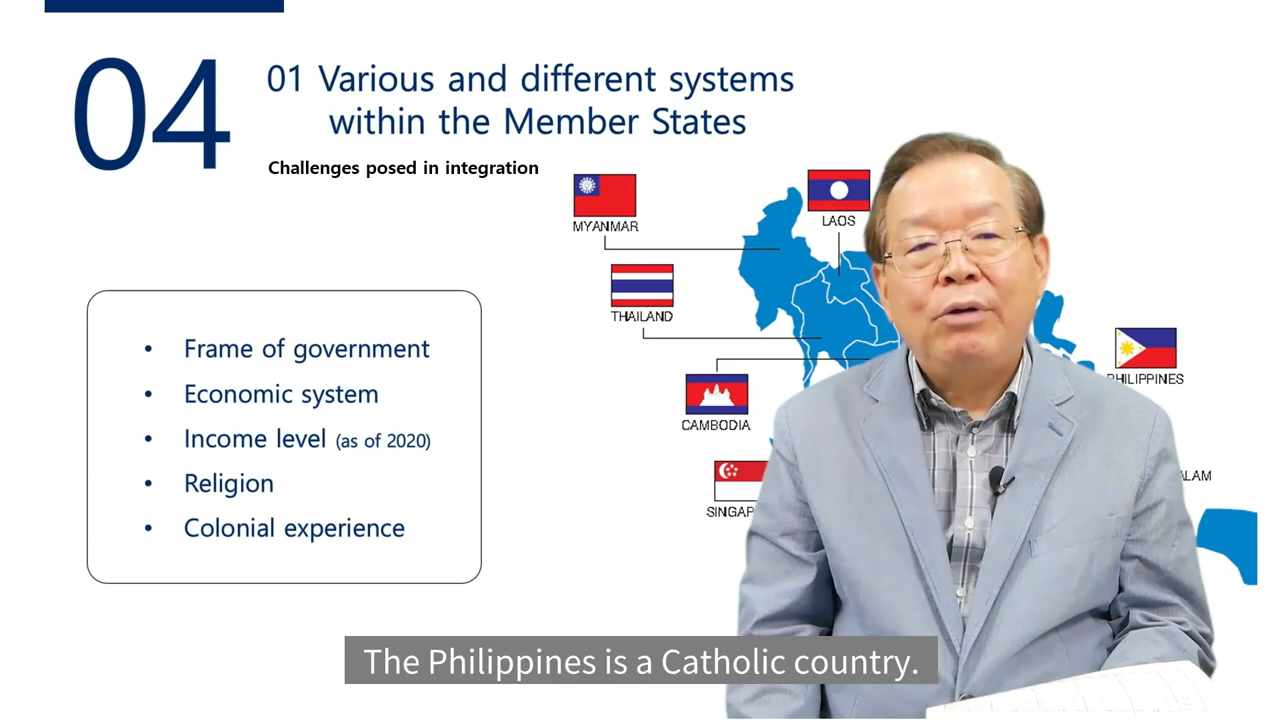 04
01 Various and different systems
within the Member States
Challenges posed in integration
MYANMAR
LAOS
THAILAND
PHILIPPINES
CAMBODIA
• Frame of government
• Economic system
• Income level (as of 2020)
• Religion
• Colonial experience
The Philippines is a Catholic country.